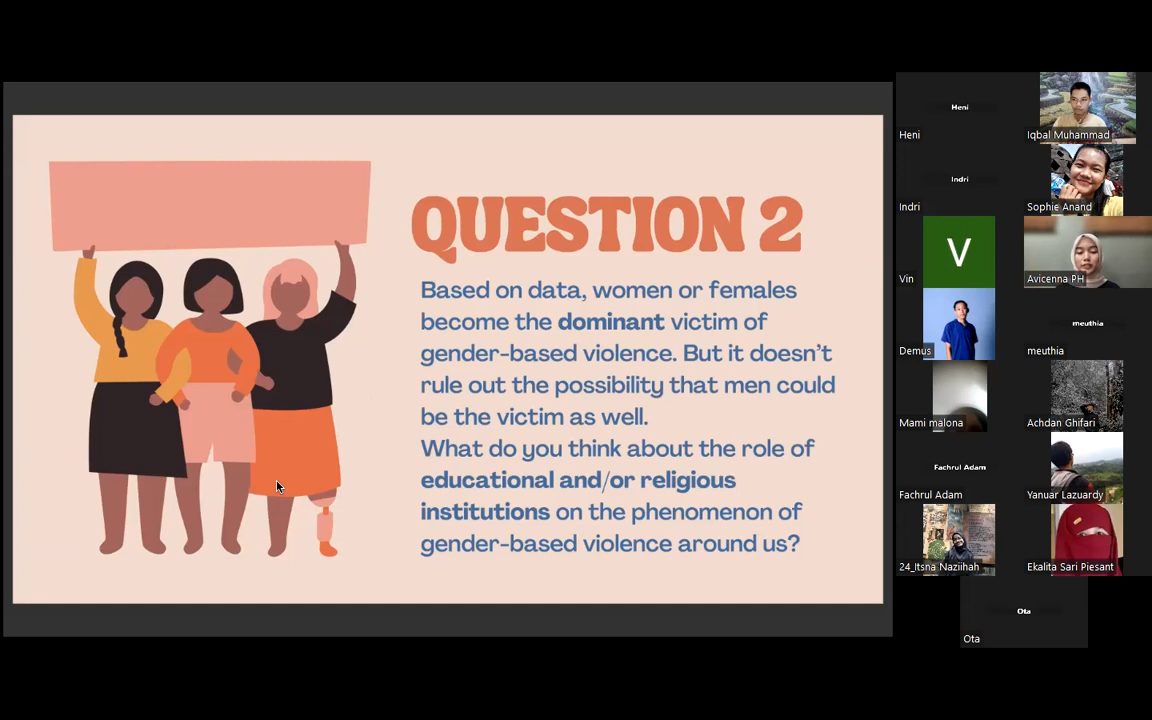 QUESTION 2
Based on data, women or females
become the dominant victim of
gender-based violence. But it doesn't
rule out the possibility that men could
be the victim as well.
What do you think about the role of
educational and/or religious
institutions on the phenomenon of
gender-based violence around us?
Heni
Heni
Iqbal Muhammad
Indri
Indri
Sophie Anand
V
Vin
Avicenna PH
Demus
meuthia
meuthia
Mami malona
Achdan Ghifari
Fachrul Adam
Fachrul Adam
Yanuar Lazuardy
24_Itsna Naziihah
Ekalita Sari Piesant
Ota
Ota